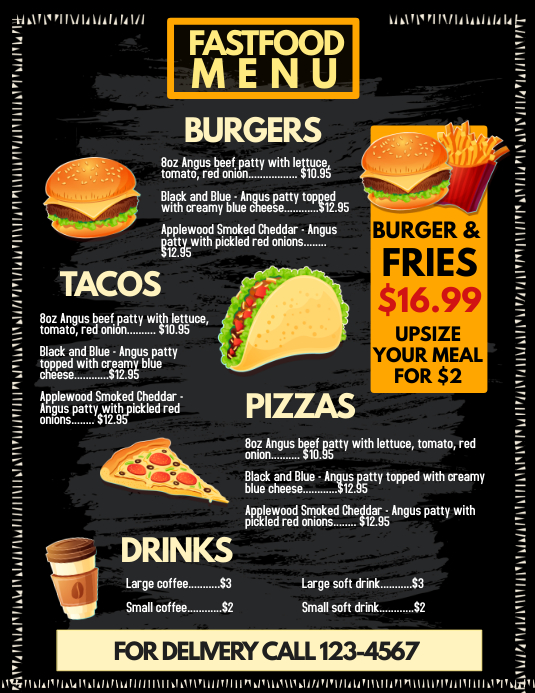 FASTFOOD
MENU
BURGERS
8oz Angus beef patty with lettuce,
tomato, red onion................. $10.95
Black and Blue - Angus patty topped
with creamy blue cheese............$12.95
Applewood Smoked Cheddar - Angus
patty with pickled red onions........
$12.95
BURGER &
FRIES
$16.99
UPSIZE
YOUR MEAL
FOR $2
TACOS
8oz Angus beef patty with lettuce,
tomato, red onion.......... $10.95
Black and Blue - Angus patty
topped with creamy blue
cheese............$12.95
Applewood Smoked Cheddar -
Angus patty with pickled red
onions........ $12.95
PIZZAS
8oz Angus beef patty with lettuce, tomato, red
onion.......... $10.95
Black and Blue - Angus patty topped with creamy
blue cheese............$12.95
Applewood Smoked Cheddar - Angus patty with
pickled red onions........ $12.95
DRINKS
Large coffee...........$3
Small coffee............$2
Large soft drink...........$3
Small soft drink............$2
FOR DELIVERY CALL 123-4567